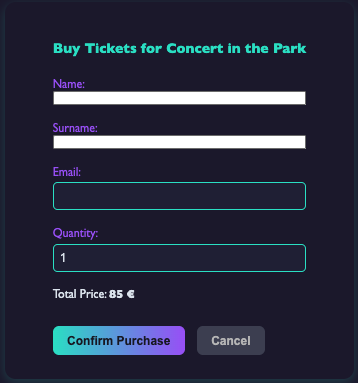 Buy Tickets for Concert in the Park
Name:
Surname:
Email:
Quantity:
1
Total Price: 85 €
Confirm Purchase
Cancel